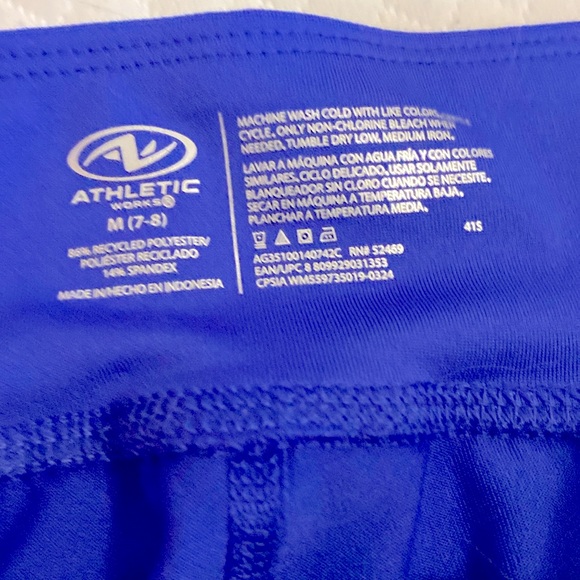 ATHLETIC
WORKS®
M (7-8)
86% RECYCLED POLYESTER/
POLIÉSTER RECICLADO
14% SPANDEX
MADE IN/HECHO EN INDONESIA
MACHINE WASH COLD WITH LIKE COLORS,
CYCLE, ONLY NON-CHLORINE BLEACH
NEEDED, TUMBLE DRY LOW, MEDIUM IRON.
LAVAR A MÁQUINA CON AGUA FRÍA Y CON COLORES
SIMILARES, CICLO DELICADO, USAR SOLAMENTE
BLANQUEADOR SIN CLORO CUANDO SE NECESITE,
SECAR EN MÁQUINA A TEMPERATURA BAJA,
PLANCHAR A TEMPERATURA MEDIA.
AG35100140742C RN# 52469
EAN/UPC 8 809929031353
CPSIA WM559735019-0324
415